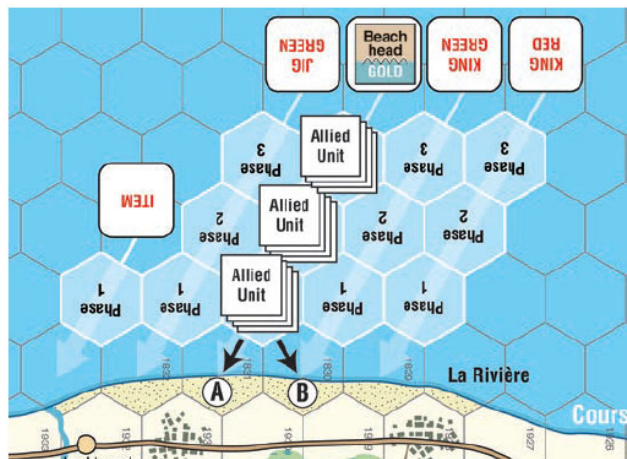 JIG
GREEN
Beach
head
GOLD
KING
GREEN
KING
RED
Phase
3
Allied
Unit
Phase
3
Phase
3
ITEM
Phase
2
Allied
Unit
Phase
2
Phase
2
Phase
1
Phase
1
Allied
Unit
Phase
1
Phase
1
La Rivière
A
B
Cours
1927
1926